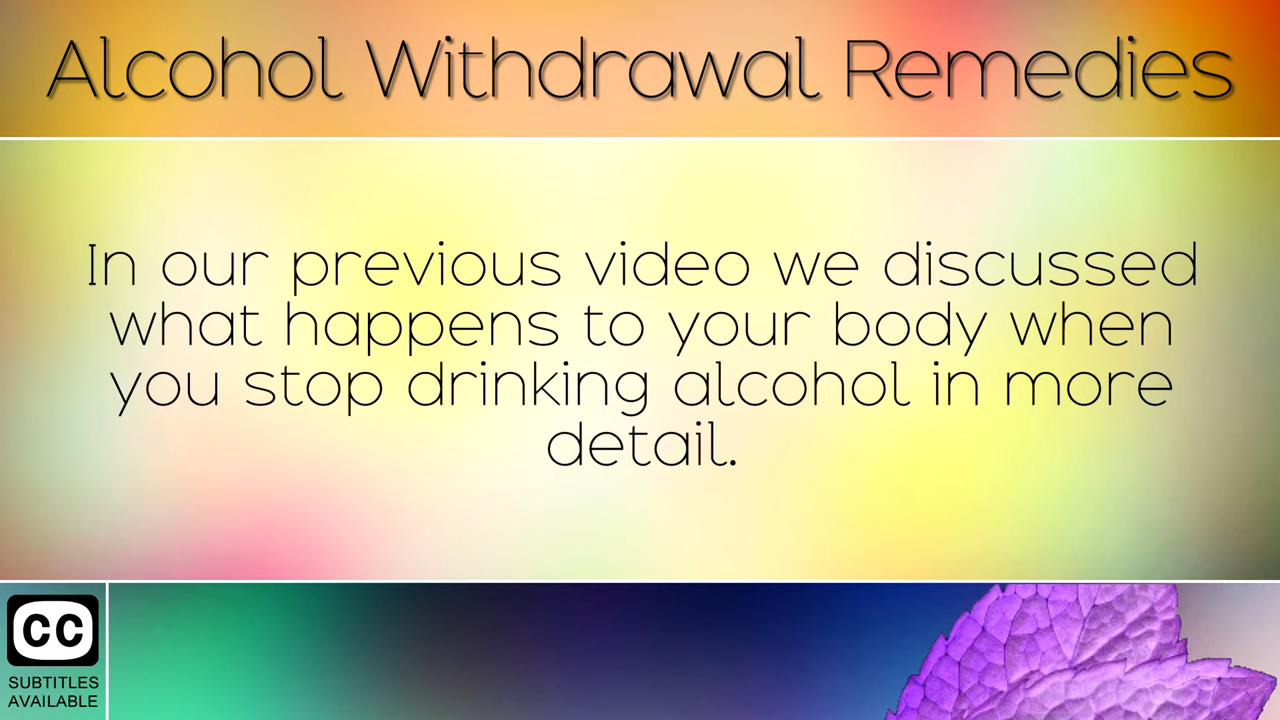 Alcohol Withdrawal Remedies
In our previous video we discussed
what happens to your body when
you stop drinking alcohol in more
detail.
CC
SUBTITLES
AVAILABLE